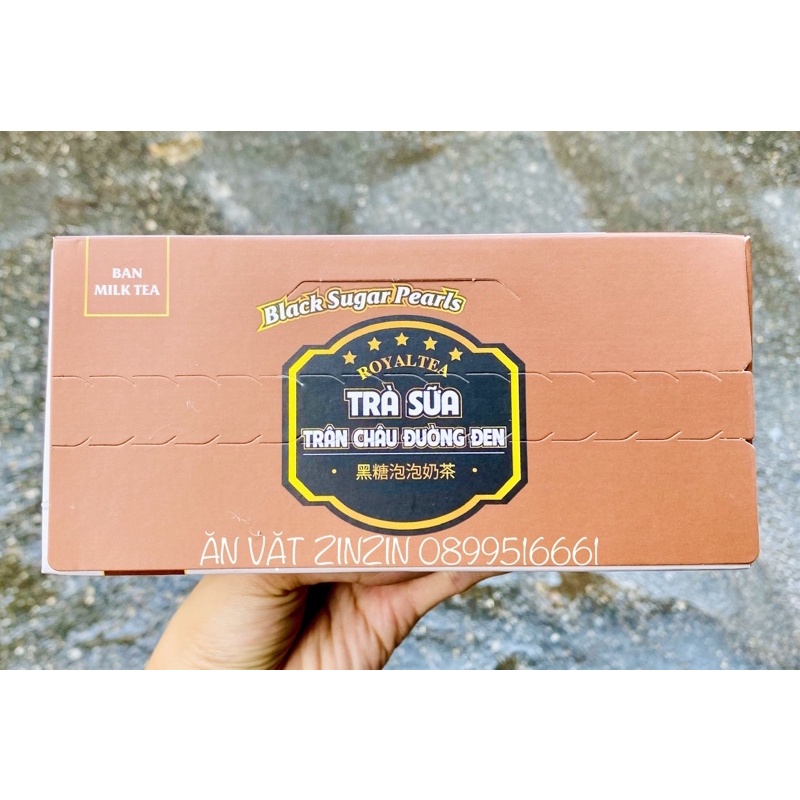 BAN
MILK TEA
Black Sugar Pearls
ROYALTEA
TRÀ SỮA
TRÂN CHÂU ĐƯỜNG ĐEN
· 黑糖泡泡奶茶 ·
ĂN VẶT ZINZIN 0899516661